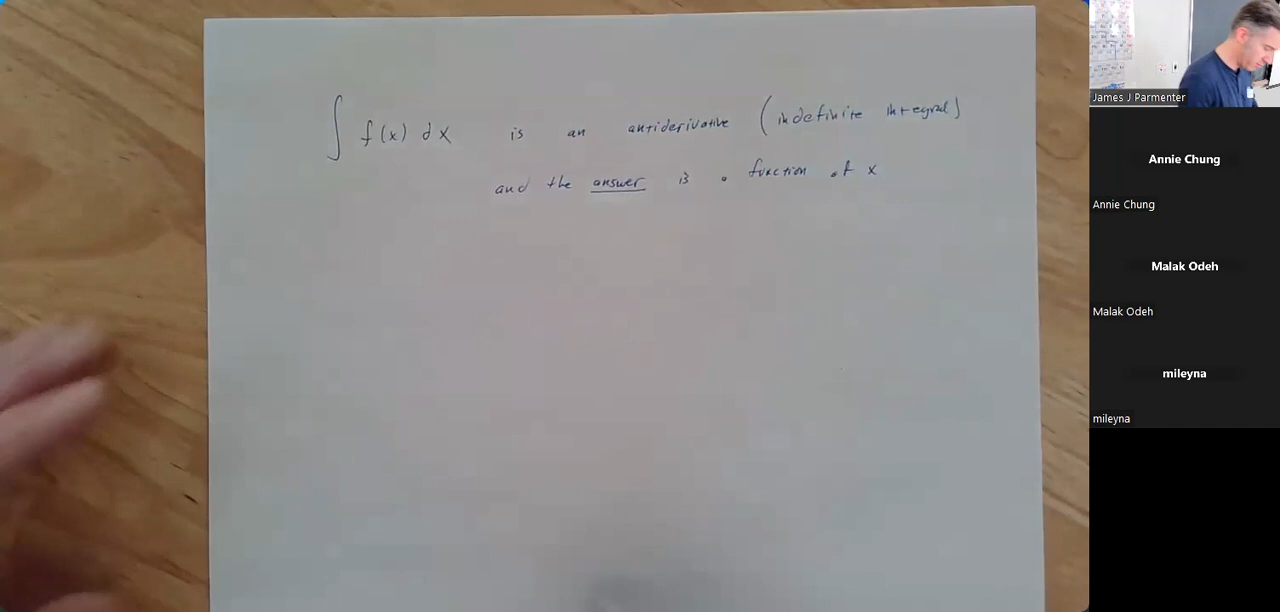 ∫ f(x) dx is an antiderivative (indefinite integral)
and the answer is a function of x
James J Parmenter
Annie Chung
Annie Chung
Malak Odeh
Malak Odeh
mileyna
mileyna